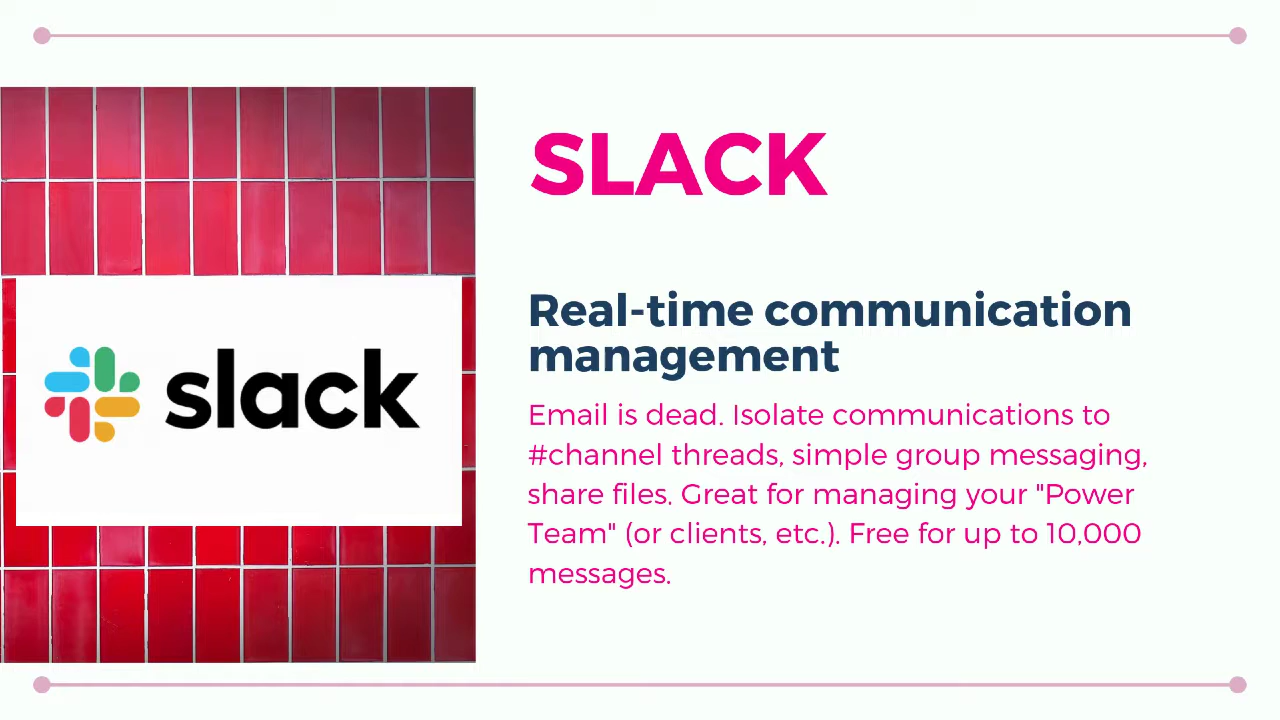 SLACK
slack
Real-time communication
management
Email is dead. Isolate communications to
#channel threads, simple group messaging,
share files. Great for managing your "Power
Team" (or clients, etc.). Free for up to 10,000
messages.